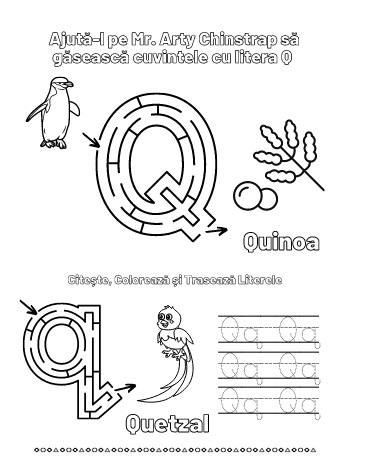 Ajută-l pe Mr. Arty Chinstrap să
găsească cuvintele cu litera Q
Quinoa
Citește, Colorează și Trasează Literele
Qq Qq
Qq Qq
Qq Qq
Quetzal